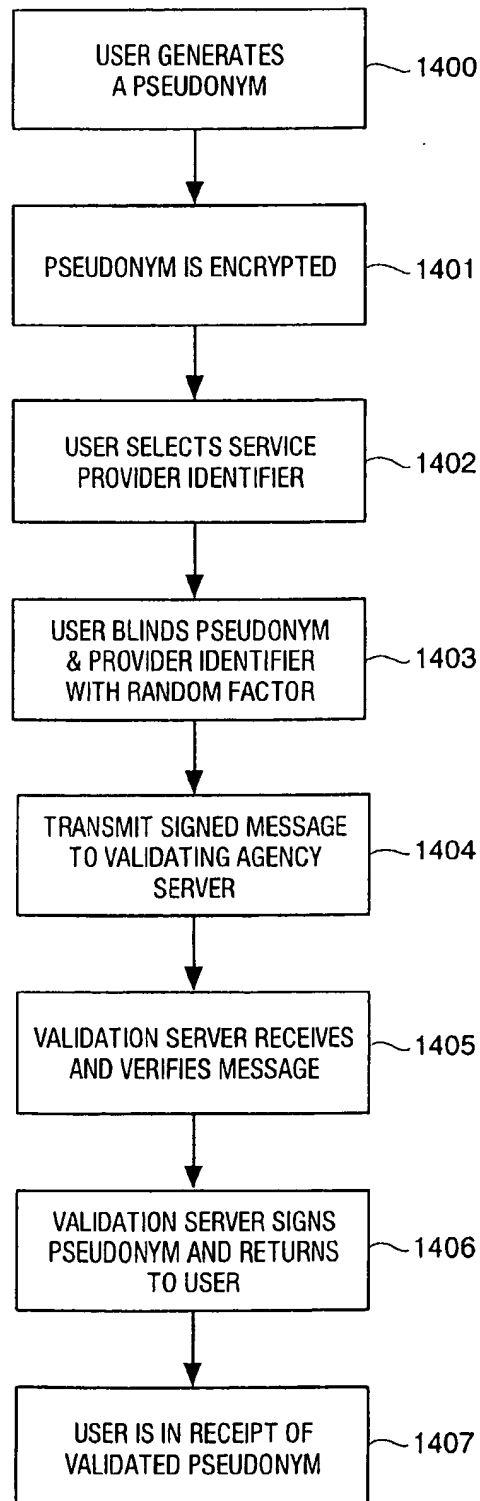 USER GENERATES
A PSEUDONYM
1400
PSEUDONYM IS ENCRYPTED
1401
USER SELECTS SERVICE
PROVIDER IDENTIFIER
1402
USER BLINDS PSEUDONYM
& PROVIDER IDENTIFIER
WITH RANDOM FACTOR
1403
TRANSMIT SIGNED MESSAGE
TO VALIDATING AGENCY
SERVER
1404
VALIDATION SERVER RECEIVES
AND VERIFIES MESSAGE
1405
VALIDATION SERVER SIGNS
PSEUDONYM AND RETURNS
TO USER
1406
USER IS IN RECEIPT OF
VALIDATED PSEUDONYM
1407